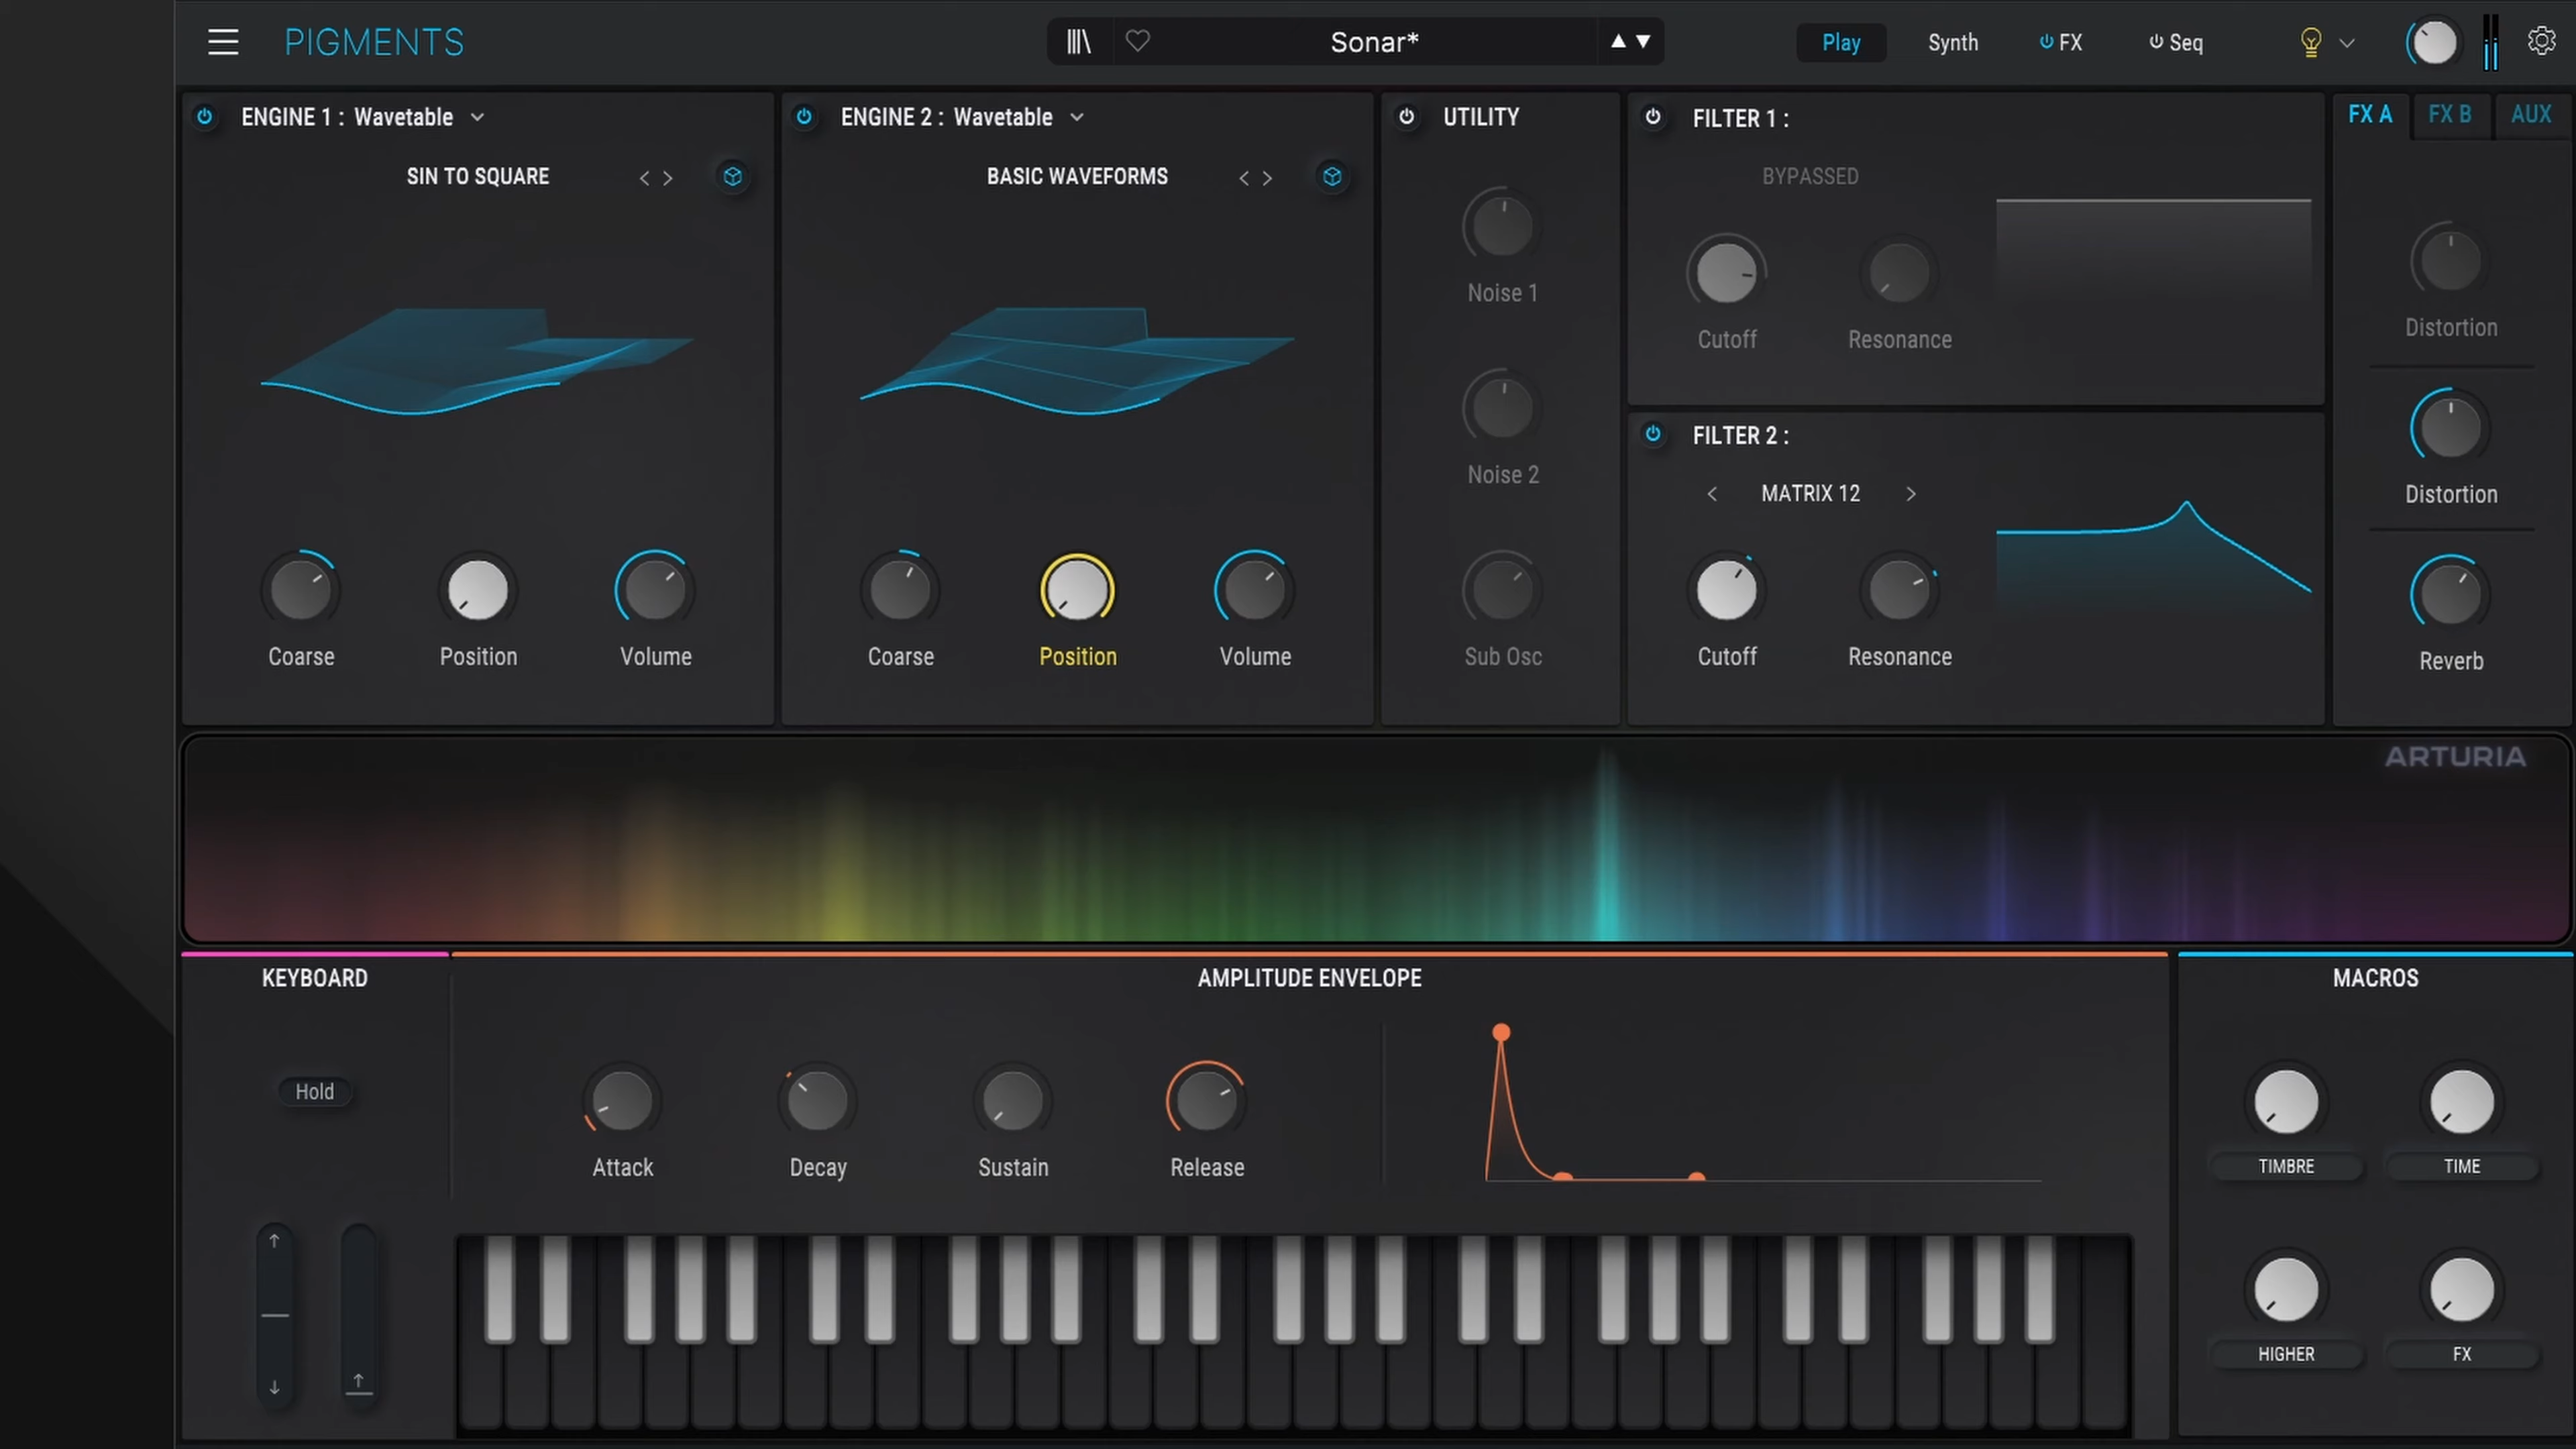 PIGMENTS
Sonar*
Play
Synth
FX
Seq
ENGINE 1 : Wavetable
SIN TO SQUARE
Coarse
Position
Volume
ENGINE 2 : Wavetable
BASIC WAVEFORMS
Coarse
Position
Volume
UTILITY
Noise 1
Noise 2
Sub Osc
FILTER 1 :
BYPASSED
Cutoff
Resonance
FILTER 2 :
MATRIX 12
Cutoff
Resonance
FX A
FX B
AUX
Distortion
Distortion
Reverb
ARTURIA
KEYBOARD
Hold
AMPLITUDE ENVELOPE
Attack
Decay
Sustain
Release
MACROS
TIMBRE
TIME
HIGHER
FX